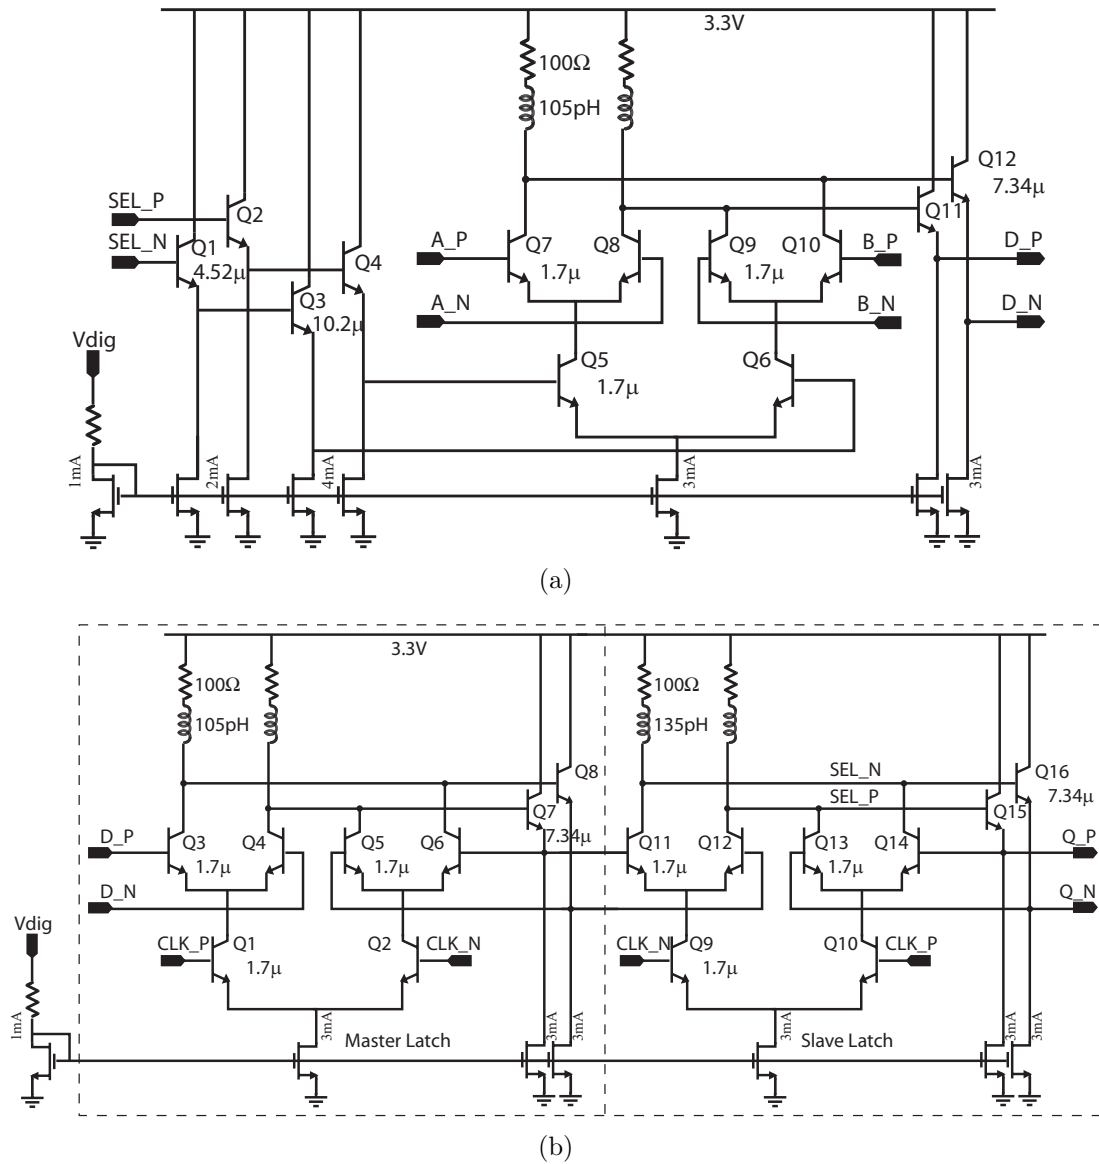 3.3V
100Ω
105pH
Q12
7.34µ
SEL_P
Q2
Q11
SEL_N
Q1
4.52µ
Q4
A_P
Q7
Q8
Q9
Q10
B_P
D_P
1.7µ
1.7µ
Q3
10.2µ
A_N
B_N
D_N
Vdig
Q5
Q6
1.7µ
1mA
2mA
4mA
3mA
3mA
(a)
3.3V
100Ω
105pH
100Ω
135pH
Q8
SEL_N
Q16
7.34µ
Q7
7.34µ
SEL_P
Q15
D_P
Q3
Q4
Q5
Q6
Q11
Q12
Q13
Q14
Q_P
1.7µ
1.7µ
1.7µ
1.7µ
D_N
Q_N
Vdig
CLK_P
Q1
Q2
CLK_N
CLK_N
Q9
Q10
CLK_P
1.7µ
1.7µ
1mA
3mA
Master Latch
3mA
3mA
3mA
Slave Latch
3mA
3mA
(b)